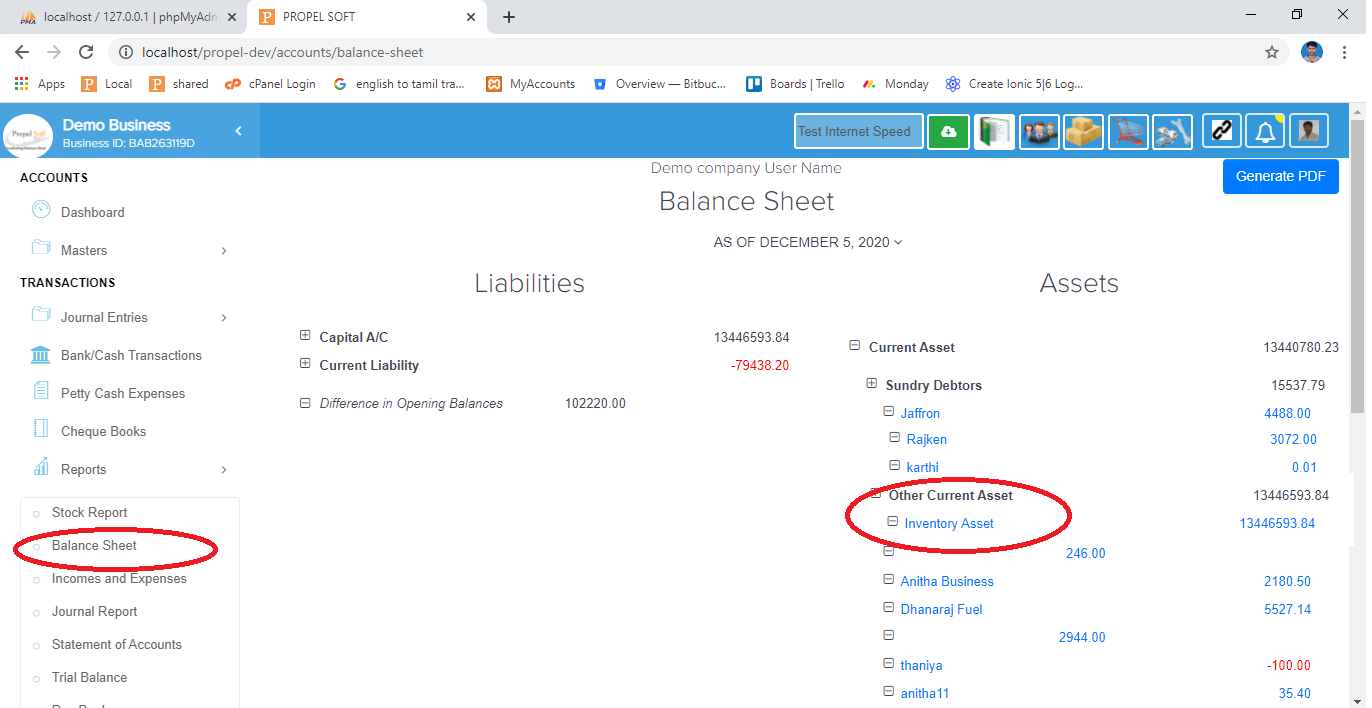 localhost / 127.0.0.1 | phpMyAdm
PROPEL SOFT
localhost/propel-dev/accounts/balance-sheet
Apps
Local
shared
cPanel Login
english to tamil tra...
MyAccounts
Overview — Bitbuc...
Boards | Trello
Monday
Create Ionic 5|6 Log...
Propel Soft
Demo Business
Business ID: BAB263119D
Test Internet Speed
ACCOUNTS
Dashboard
Masters
TRANSACTIONS
Journal Entries
Bank/Cash Transactions
Petty Cash Expenses
Cheque Books
Reports
Stock Report
Balance Sheet
Incomes and Expenses
Journal Report
Statement of Accounts
Trial Balance
Demo company User Name
Generate PDF
Balance Sheet
AS OF DECEMBER 5, 2020
Liabilities
Capital A/C 13446593.84
Current Liability -79438.20
Difference in Opening Balances 102220.00
Assets
Current Asset 13440780.23
Sundry Debtors 15537.79
Jaffron 4488.00
Rajken 3072.00
karthi 0.01
Other Current Asset 13446593.84
Inventory Asset 13446593.84
246.00
Anitha Business 2180.50
Dhanaraj Fuel 5527.14
2944.00
thaniya -100.00
anitha11 35.40